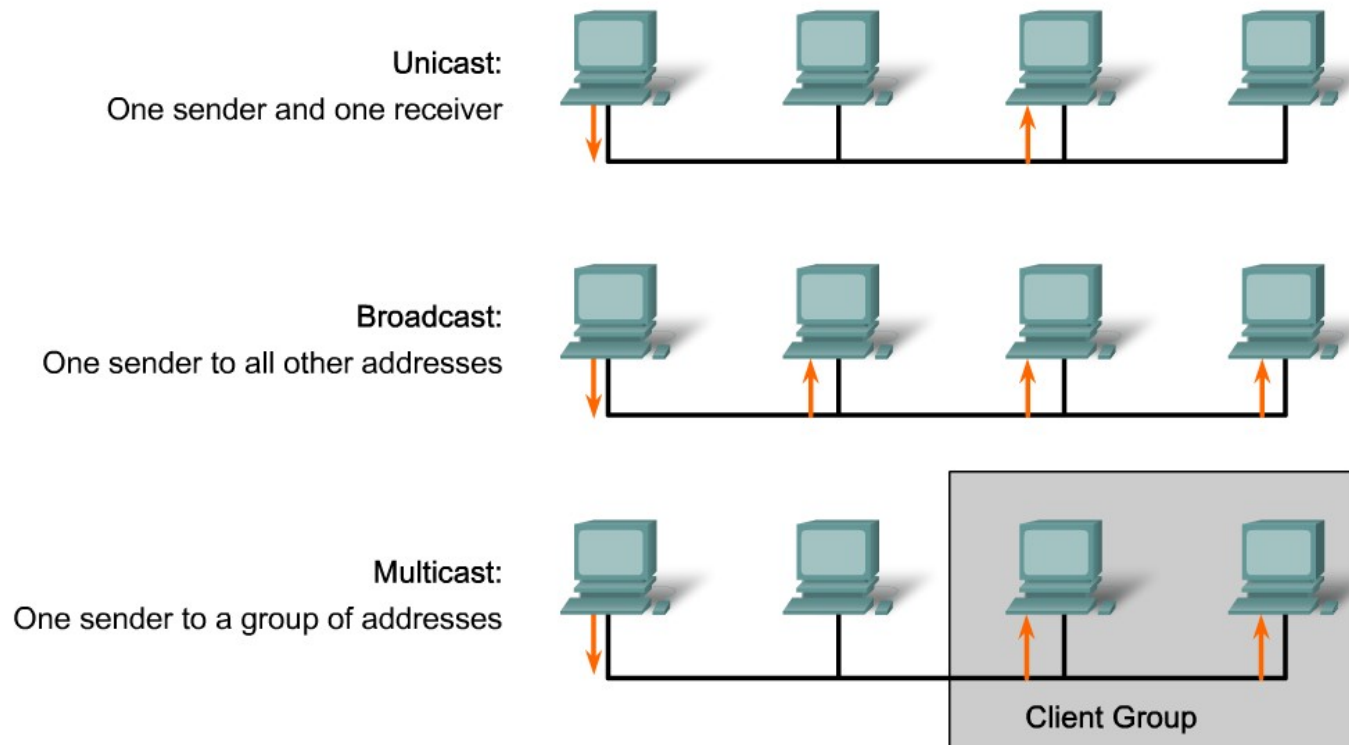 Unicast:
One sender and one receiver
Broadcast:
One sender to all other addresses
Multicast:
One sender to a group of addresses
Client Group